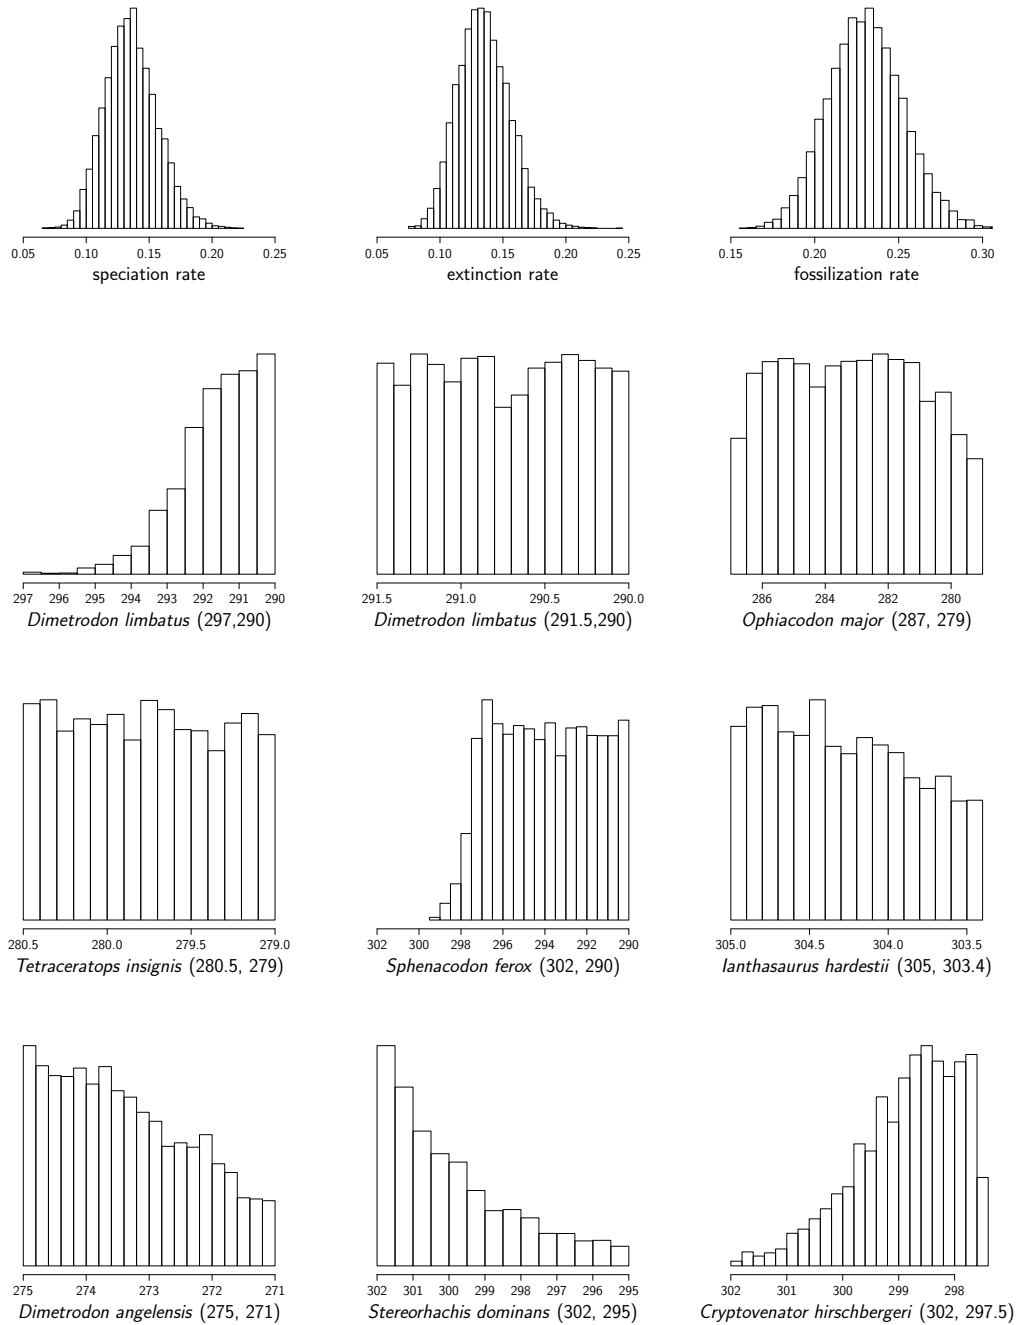 0.05 0.10 0.15 0.20 0.25
speciation rate
0.05 0.10 0.15 0.20 0.25
extinction rate
0.15 0.20 0.25 0.30
fossilization rate
297 296 295 294 293 292 291 290
Dimetrodon limbatus (297,290)
291.5 291.0 290.5 290.0
Dimetrodon limbatus (291.5,290)
286 284 282 280
Ophiacodon major (287, 279)
280.5 280.0 279.5 279.0
Tetraceratops insignis (280.5, 279)
302 300 298 296 294 292 290
Sphenacodon ferox (302, 290)
305.0 304.5 304.0 303.5
Ianthasaurus hardestii (305, 303.4)
275 274 273 272 271
Dimetrodon angelensis (275, 271)
302 301 300 299 298 297 296 295
Stereorhachis dominans (302, 295)
302 301 300 299 298
Cryptovenator hirschbergeri (302, 297.5)